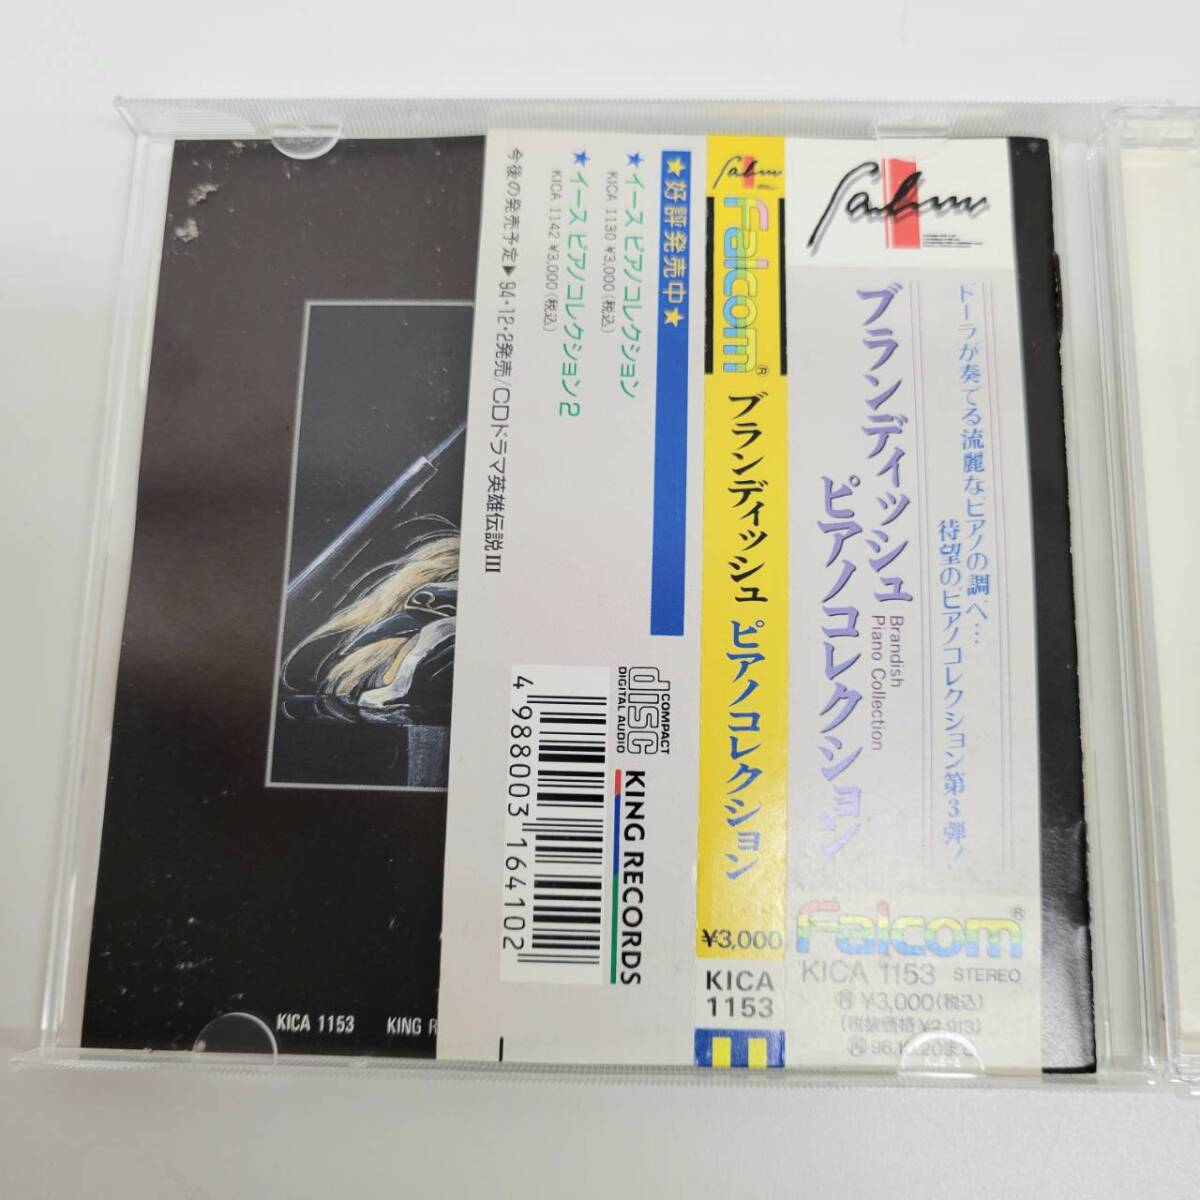 ドーラが奏でる流麗なピアノの調べ…
待望のピアノコレクション第3弾!
ブランディッシュ
ピアノコレクション
Brandish
Piano Collection
Falcom®
KICA 1153 STEREO
¥3,000(税込)
(税抜価格¥2,913)
Falcom®
ブランディッシュ ピアノコレクション
¥3,000
KICA
1153
★好評発売中★
★イース ピアノコレクション
KICA 1130 ¥3,000(税込)
★イース ピアノコレクション2
KICA 1142 ¥3,000(税込)
今後の発売予定▶94・12・2発売/CDドラマ英雄伝説III
COMPACT
disc
DIGITAL AUDIO
KING RECORDS
4 988003 164102
KICA 1153 KING R